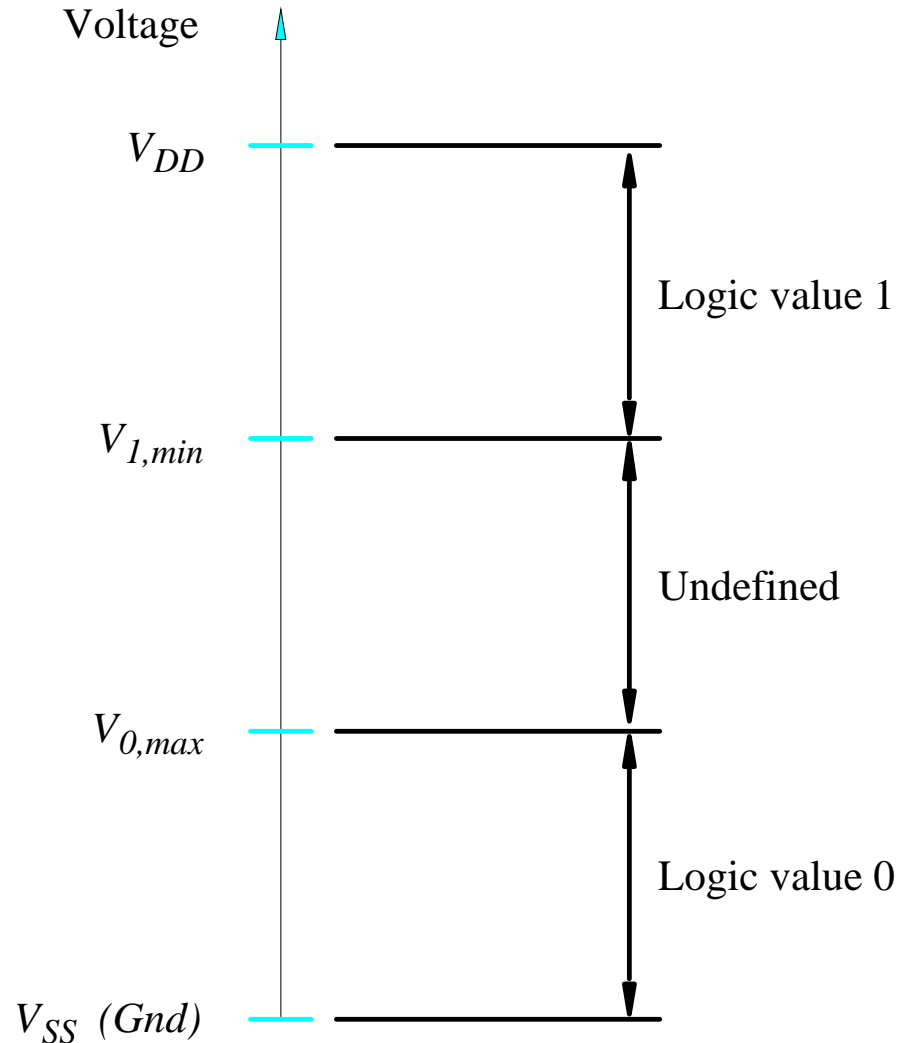 Voltage
V_DD
Logic value 1
V_1,min
Undefined
V_0,max
Logic value 0
V_SS (Gnd)